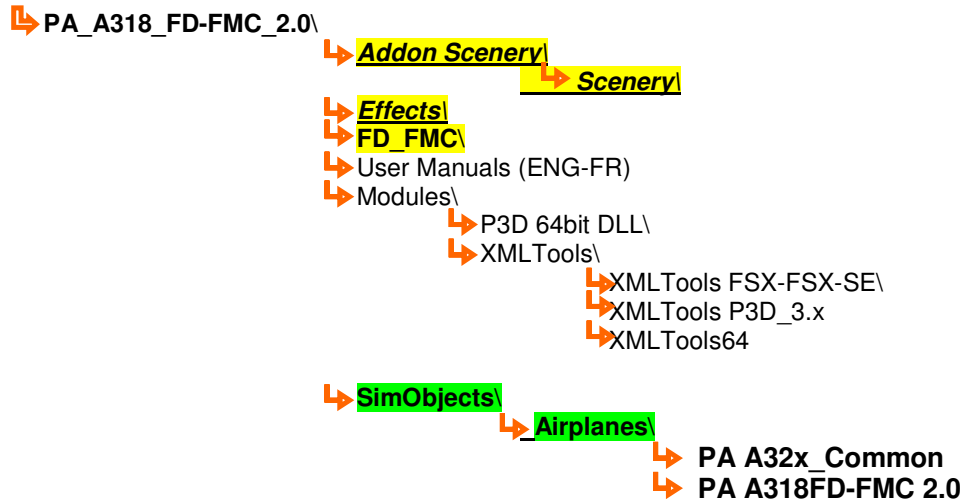 PA_A318_FD-FMC_2.0\
Addon Scenery\
Scenery\
Effects\
FD_FMC\
User Manuals (ENG-FR)
Modules\
P3D 64bit DLL\
XMLTools\
XMLTools FSX-FSX-SE\
XMLTools P3D_3.x
XMLTools64
SimObjects\
Airplanes\
PA A32x_Common
PA A318FD-FMC 2.0